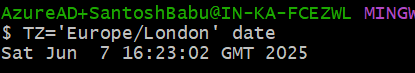 AzureAD+SantoshBabu@IN-KA-FCEZWL MINGW
$ TZ='Europe/London' date
Sat Jun  7 16:23:02 GMT 2025